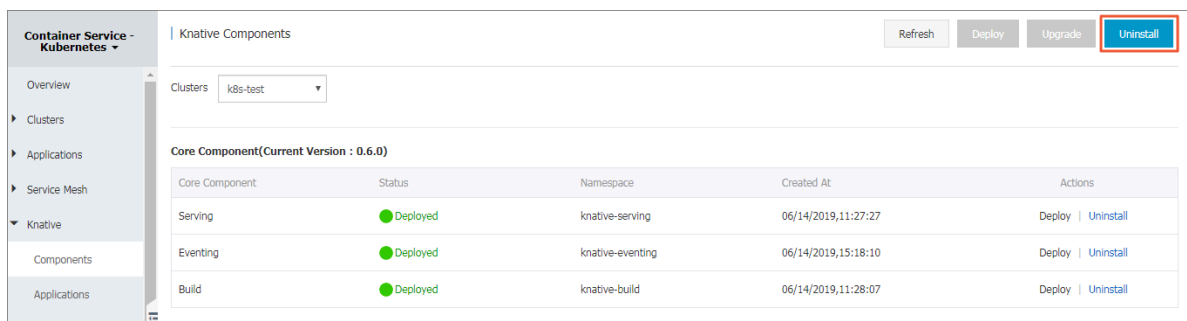 Container Service -
Kubernetes
Overview
Clusters
Applications
Service Mesh
Knative
Components
Applications
Knative Components
Refresh
Deploy
Upgrade
Uninstall
Clusters k8s-test
Core Component(Current Version : 0.6.0)
Core Component Status Namespace Created At Actions
Serving Deployed knative-serving 06/14/2019,11:27:27 Deploy | Uninstall
Eventing Deployed knative-eventing 06/14/2019,15:18:10 Deploy | Uninstall
Build Deployed knative-build 06/14/2019,11:28:07 Deploy | Uninstall